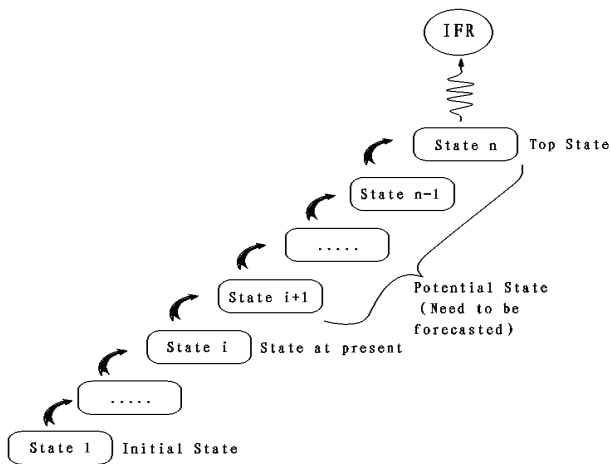 IFR
State n Top State
State n-1
.....
State i+1
Potential State
(Need to be
forecasted)
State i State at present
.....
State 1 Initial State